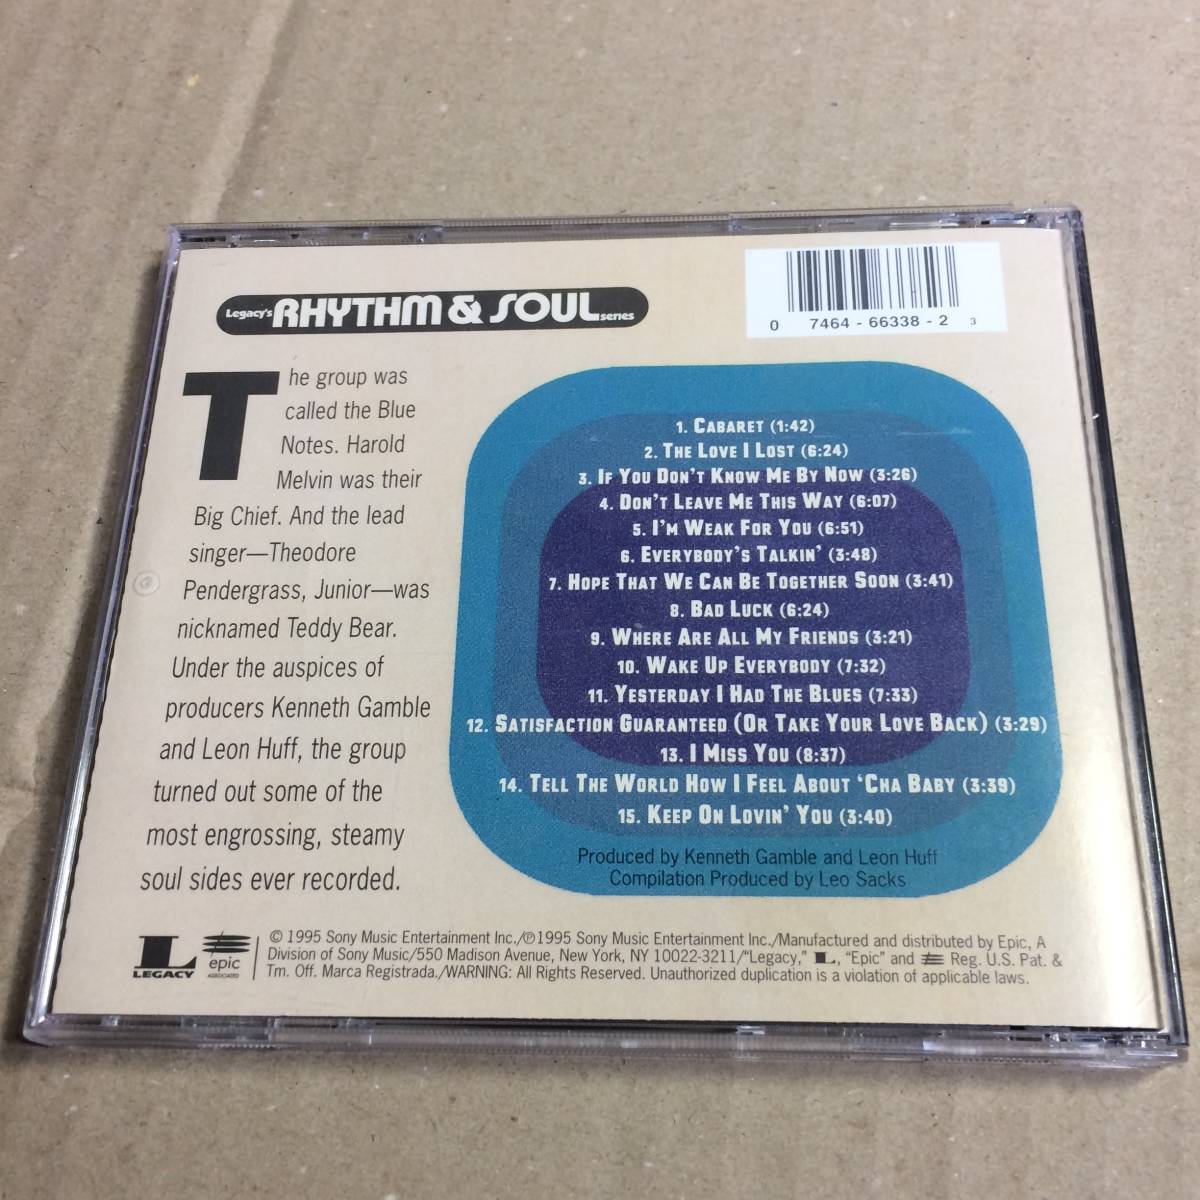 Legacy's RHYTHM & SOUL series
0 7464 - 66338 - 2 3
The group was
called the Blue
Notes. Harold
Melvin was their
Big Chief. And the lead
singer—Theodore
Pendergrass, Junior—was
nicknamed Teddy Bear.
Under the auspices of
producers Kenneth Gamble
and Leon Huff, the group
turned out some of the
most engrossing, steamy
soul sides ever recorded.
1. CABARET (1:42)
2. THE LOVE I LOST (6:24)
3. IF YOU DON'T KNOW ME BY NOW (3:26)
4. DON'T LEAVE ME THIS WAY (6:07)
5. I'M WEAK FOR YOU (6:51)
6. EVERYBODY'S TALKIN' (3:48)
7. HOPE THAT WE CAN BE TOGETHER SOON (3:41)
8. BAD LUCK (6:24)
9. WHERE ARE ALL MY FRIENDS (3:21)
10. WAKE UP EVERYBODY (7:32)
11. YESTERDAY I HAD THE BLUES (7:33)
12. SATISFACTION GUARANTEED (OR TAKE YOUR LOVE BACK) (3:29)
13. I MISS YOU (8:37)
14. TELL THE WORLD HOW I FEEL ABOUT 'CHA BABY (3:39)
15. KEEP ON LOVIN' YOU (3:40)
Produced by Kenneth Gamble and Leon Huff
Compilation Produced by Leo Sacks
L LEGACY
epic ASSOCIATED
© 1995 Sony Music Entertainment Inc./℗ 1995 Sony Music Entertainment Inc./Manufactured and distributed by Epic, A
Division of Sony Music/550 Madison Avenue, New York, NY 10022-3211/"Legacy," L, "Epic" and Reg. U.S. Pat. &
Tm. Off. Marca Registrada./WARNING: All Rights Reserved. Unauthorized duplication is a violation of applicable laws.